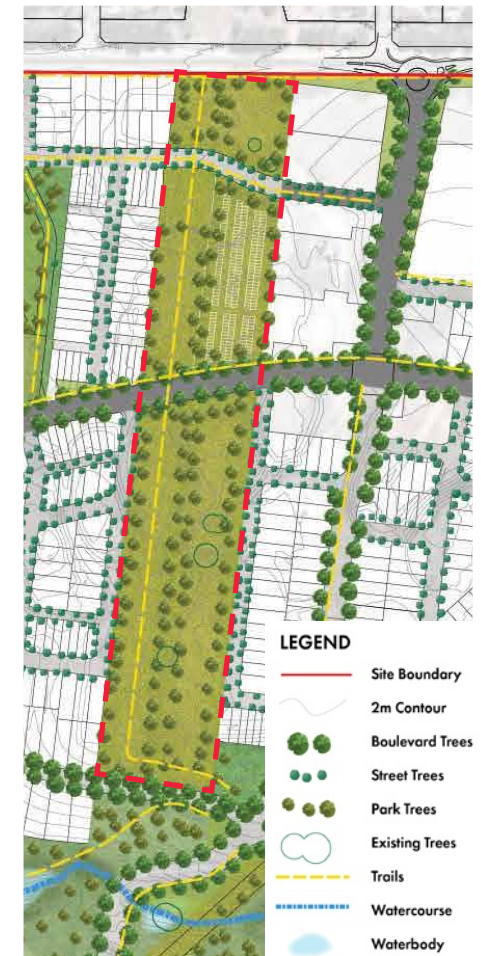 LEGEND
Site Boundary
2m Contour
Boulevard Trees
Street Trees
Park Trees
Existing Trees
Trails
Watercourse
Waterbody